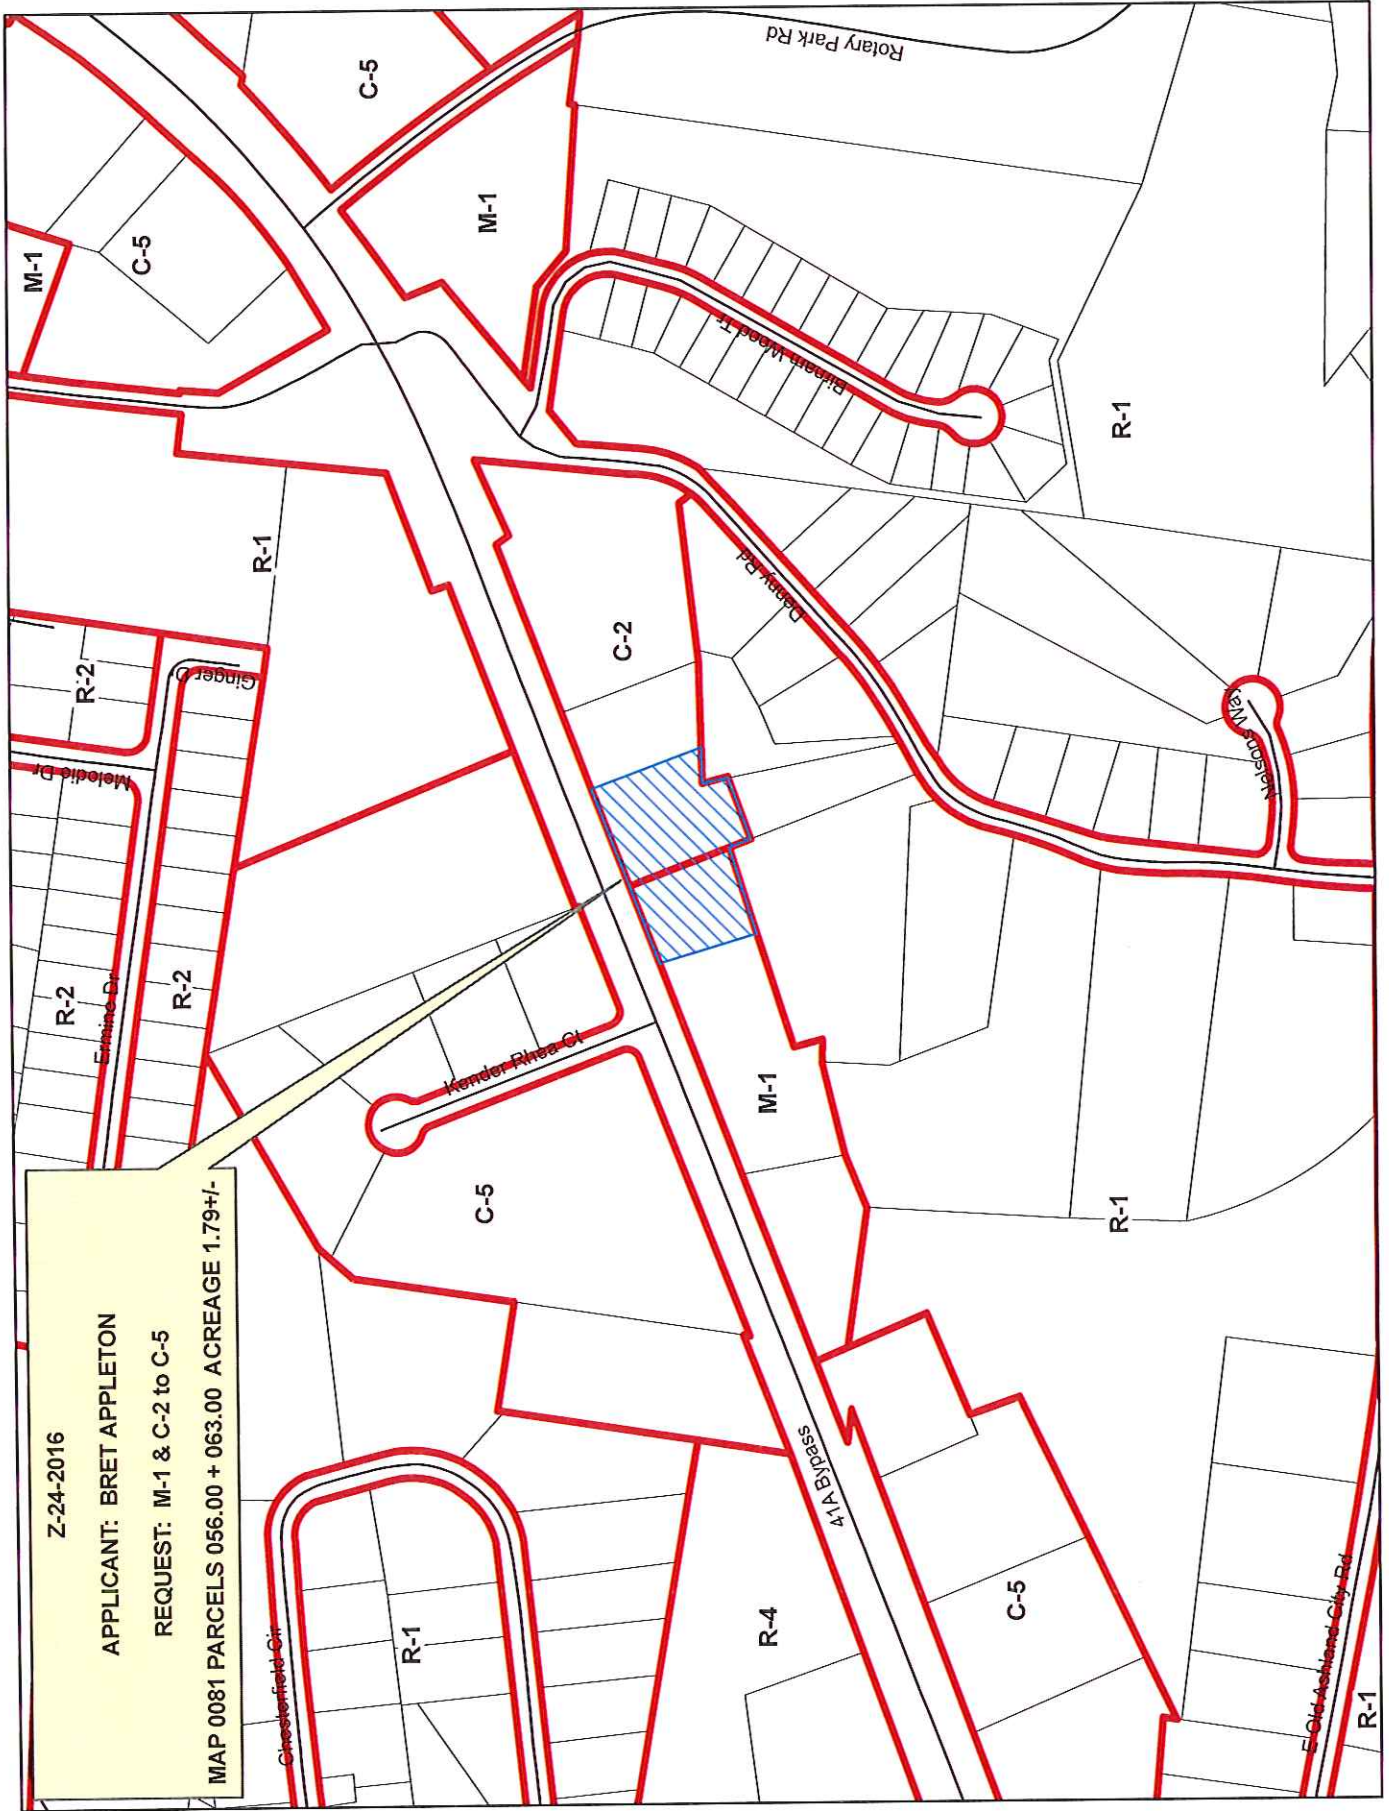 Z-24-2016
APPLICANT: BRET APPLETON
REQUEST: M-1 & C-2 to C-5
MAP 0081 PARCELS 056.00 + 063.00 ACREAGE 1.79+/-
R-2
Ermine Dr
R-2
Melodie Dr
R-2
Ginger Dr
R-1
M-1
C-5
C-5
Rotary Park Rd
M-1
Chesterfield Cir
R-1
C-5
Kender Rhea Ct
C-2
Birnam Wood Tr
Denny Rd
R-4
41A Bypass
M-1
C-5
R-1
R-1
Nelsons Way
E Old Ashland City Rd
R-1